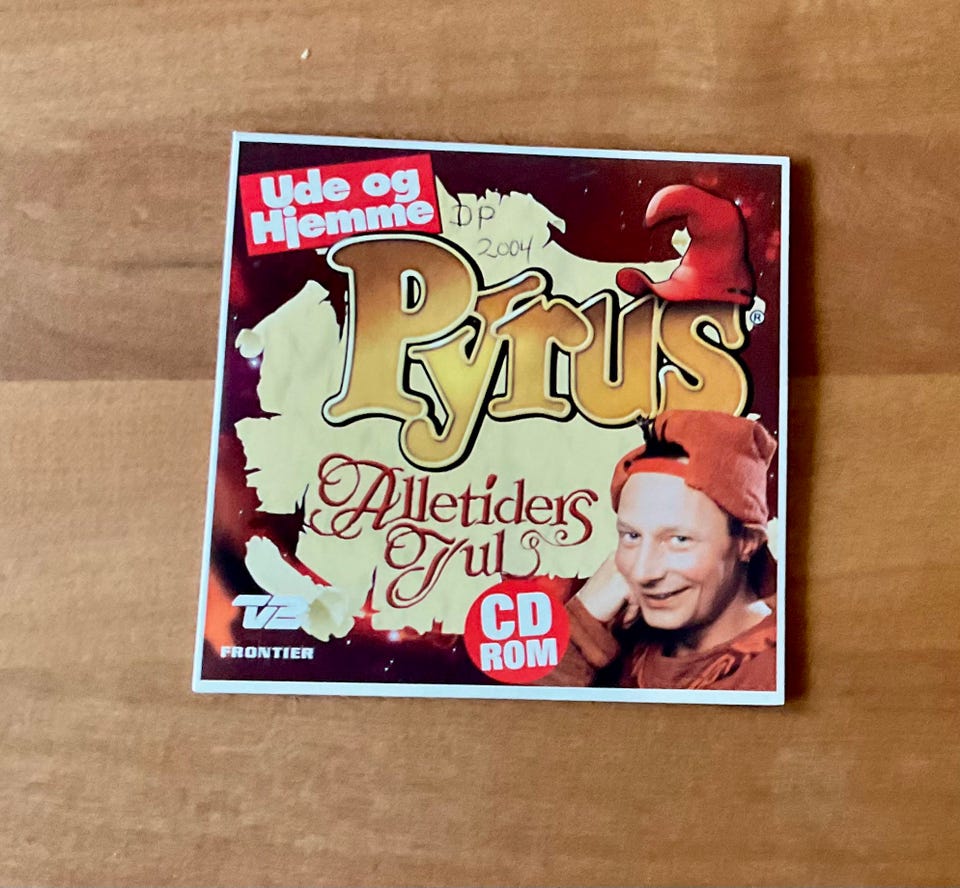 Ude og
Hjemme
DP
2004
Pyrus®
Alletiders
Jul
CD
ROM
TV2
FRONTIER